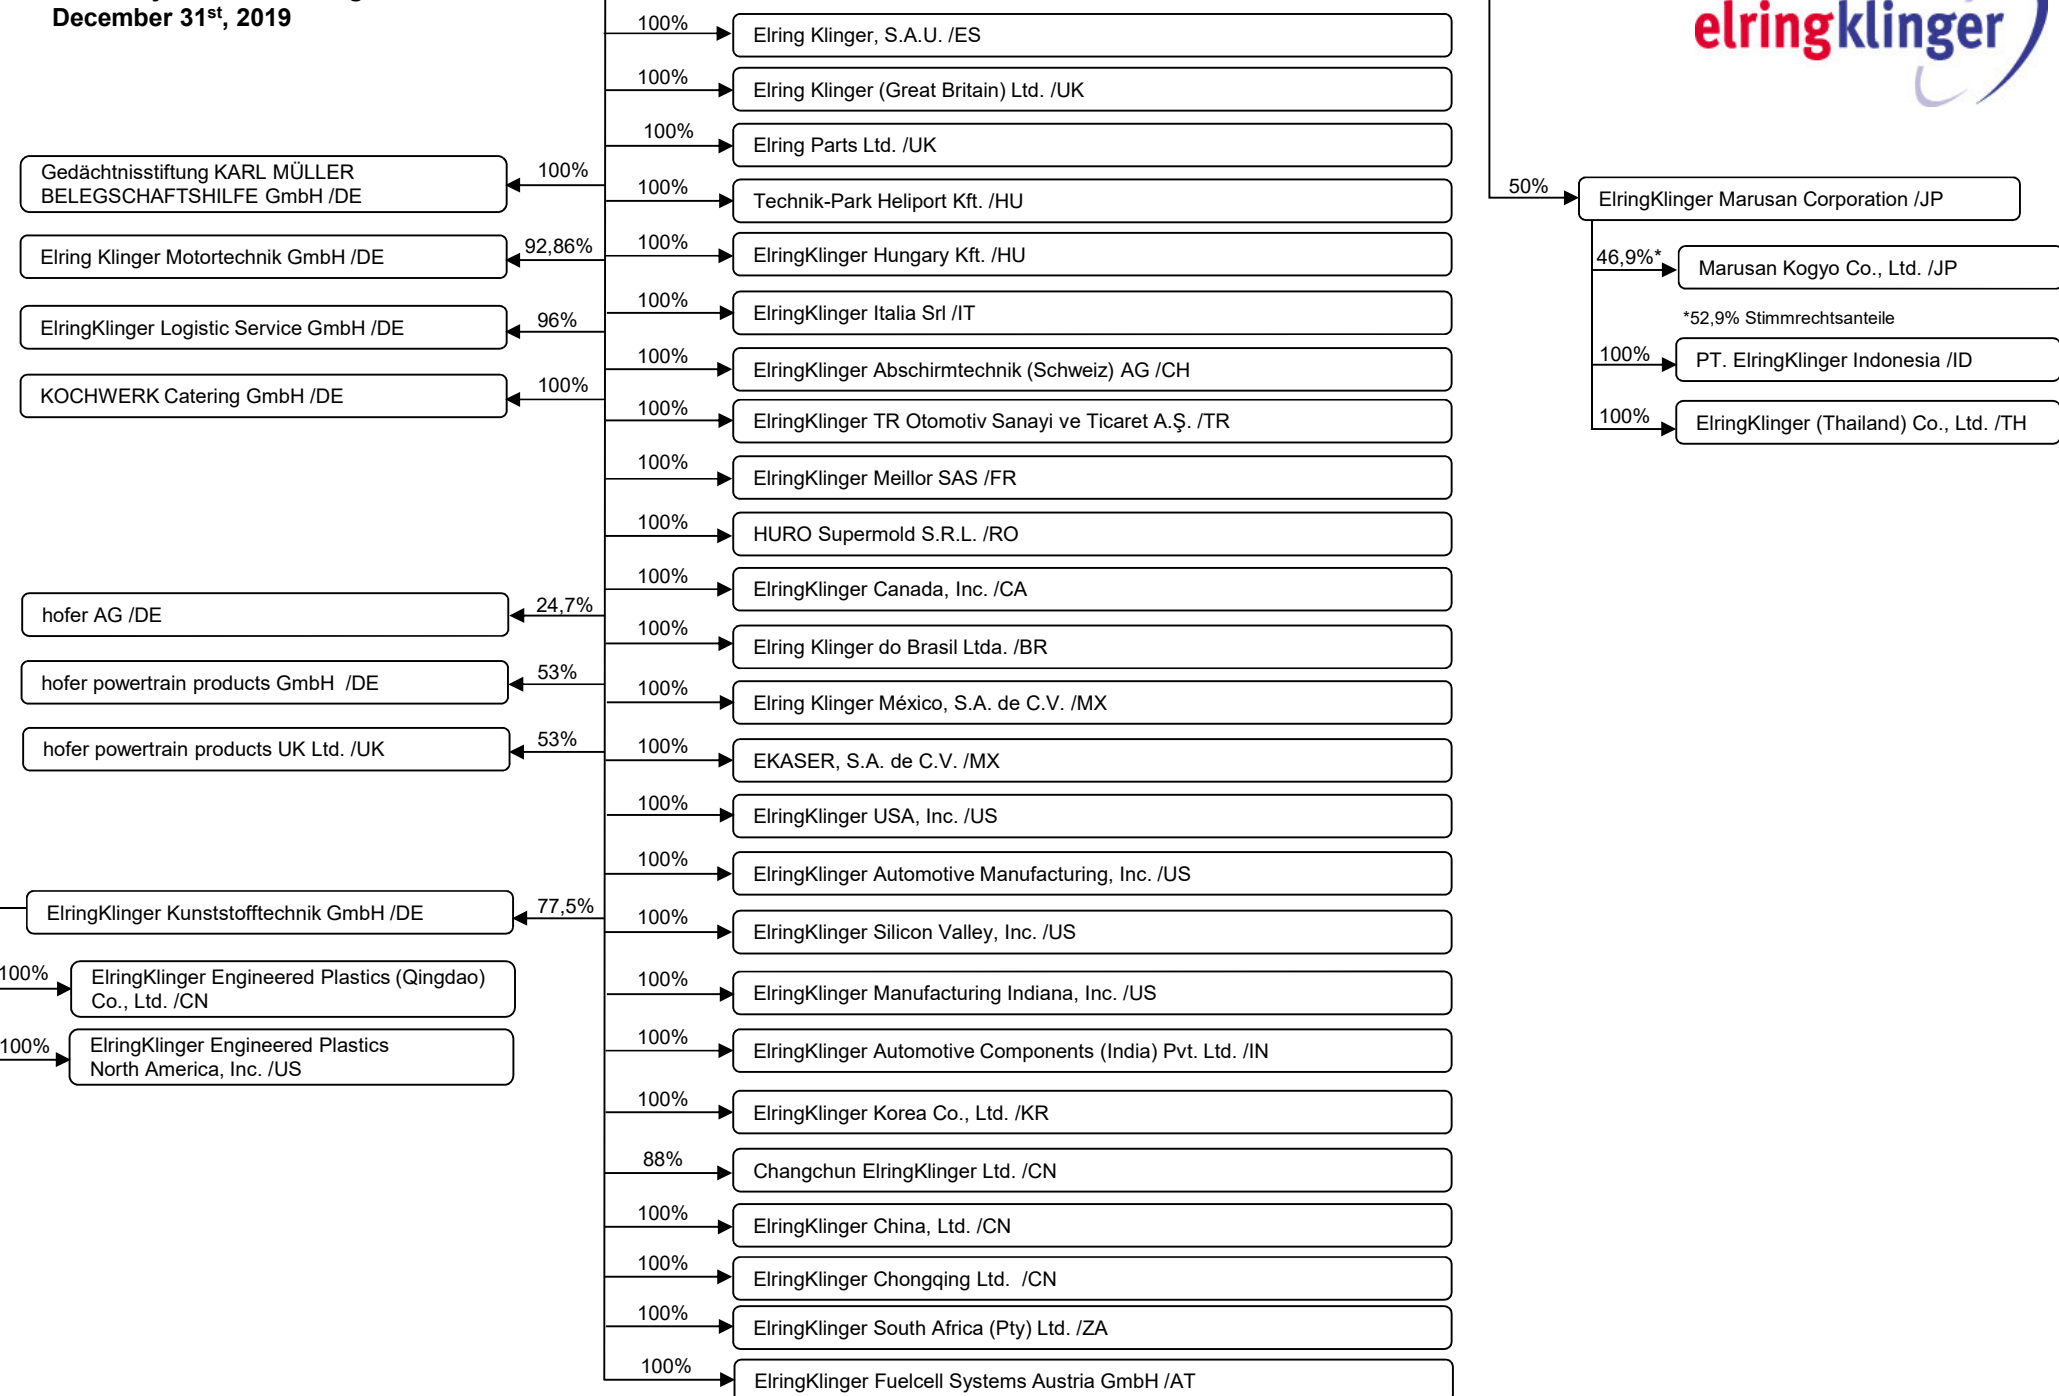 December 31st, 2019
elringklinger
100%
Gedächtnisstiftung KARL MÜLLER
BELEGSCHAFTSHILFE GmbH /DE
92,86%
Elring Klinger Motortechnik GmbH /DE
96%
ElringKlinger Logistic Service GmbH /DE
100%
KOCHWERK Catering GmbH /DE
24,7%
hofer AG /DE
53%
hofer powertrain products GmbH /DE
53%
hofer powertrain products UK Ltd. /UK
77,5%
ElringKlinger Kunststofftechnik GmbH /DE
100%
ElringKlinger Engineered Plastics (Qingdao)
Co., Ltd. /CN
100%
ElringKlinger Engineered Plastics
North America, Inc. /US
100%
Elring Klinger, S.A.U. /ES
100%
Elring Klinger (Great Britain) Ltd. /UK
100%
Elring Parts Ltd. /UK
100%
Technik-Park Heliport Kft. /HU
100%
ElringKlinger Hungary Kft. /HU
100%
ElringKlinger Italia Srl /IT
100%
ElringKlinger Abschirmtechnik (Schweiz) AG /CH
100%
ElringKlinger TR Otomotiv Sanayi ve Ticaret A.Ş. /TR
100%
ElringKlinger Meillor SAS /FR
100%
HURO Supermold S.R.L. /RO
100%
ElringKlinger Canada, Inc. /CA
100%
Elring Klinger do Brasil Ltda. /BR
100%
Elring Klinger México, S.A. de C.V. /MX
100%
EKASER, S.A. de C.V. /MX
100%
ElringKlinger USA, Inc. /US
100%
ElringKlinger Automotive Manufacturing, Inc. /US
100%
ElringKlinger Silicon Valley, Inc. /US
100%
ElringKlinger Manufacturing Indiana, Inc. /US
100%
ElringKlinger Automotive Components (India) Pvt. Ltd. /IN
100%
ElringKlinger Korea Co., Ltd. /KR
88%
Changchun ElringKlinger Ltd. /CN
100%
ElringKlinger China, Ltd. /CN
100%
ElringKlinger Chongqing Ltd. /CN
100%
ElringKlinger South Africa (Pty) Ltd. /ZA
100%
ElringKlinger Fuelcell Systems Austria GmbH /AT
50%
ElringKlinger Marusan Corporation /JP
46,9%*
Marusan Kogyo Co., Ltd. /JP
*52,9% Stimmrechtsanteile
100%
PT. ElringKlinger Indonesia /ID
100%
ElringKlinger (Thailand) Co., Ltd. /TH